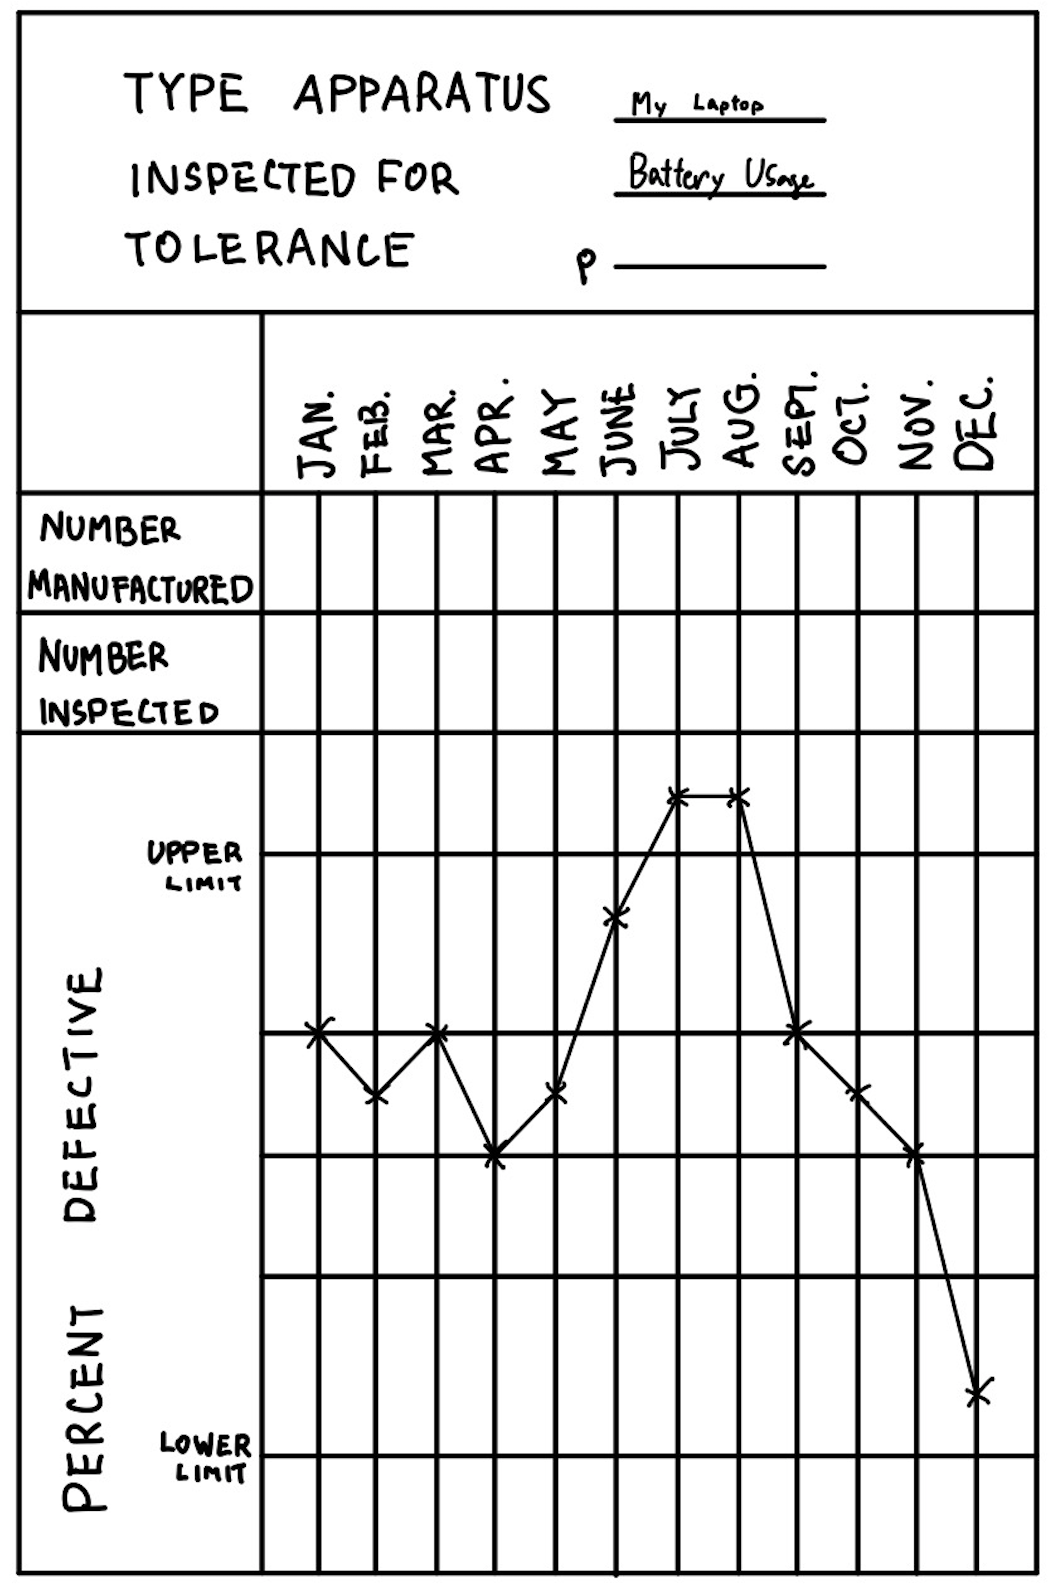 TYPE APPARATUS My Laptop
INSPECTED FOR Battery Usage
TOLERANCE P
JAN. FEB. MAR. APR. MAY JUNE JULY AUG. SEPT. OCT. NOV. DEC.
NUMBER
MANUFACTURED
NUMBER
INSPECTED
UPPER
LIMIT
PERCENT DEFECTIVE
LOWER
LIMIT